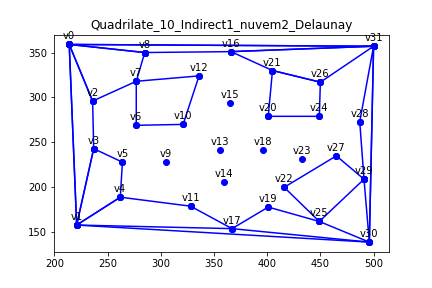 Quadrilate_10_Indirect1_nuvem2_Delaunay
v0
v31
v8
v16
350
v7
v12
v21
v26
300
v2
v15
v6
v10
v20
v24
v28
250
v3
v5
v9
v13
v18
v23
v27
v14
v29
200
v4
v22
v11
v19
v1
v17
v25
150
v30
200 250 300 350 400 450 500